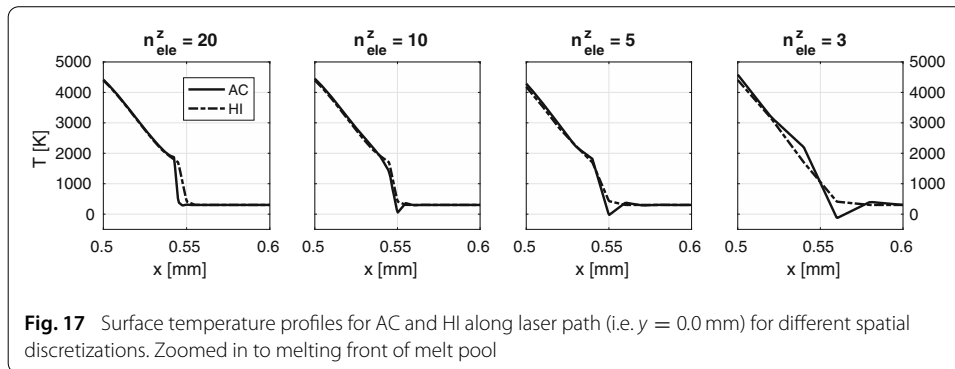 n^z_ele = 20
n^z_ele = 10
n^z_ele = 5
n^z_ele = 3
5000
4000
3000
2000
1000
0
T [K]
AC
HI
5000
4000
3000
2000
1000
0
0.5 0.55 0.6
0.5 0.55 0.6
0.5 0.55 0.6
0.5 0.55 0.6
x [mm]
x [mm]
x [mm]
x [mm]
Fig. 17 Surface temperature profiles for AC and HI along laser path (i.e. y = 0.0 mm) for different spatial
discretizations. Zoomed in to melting front of melt pool